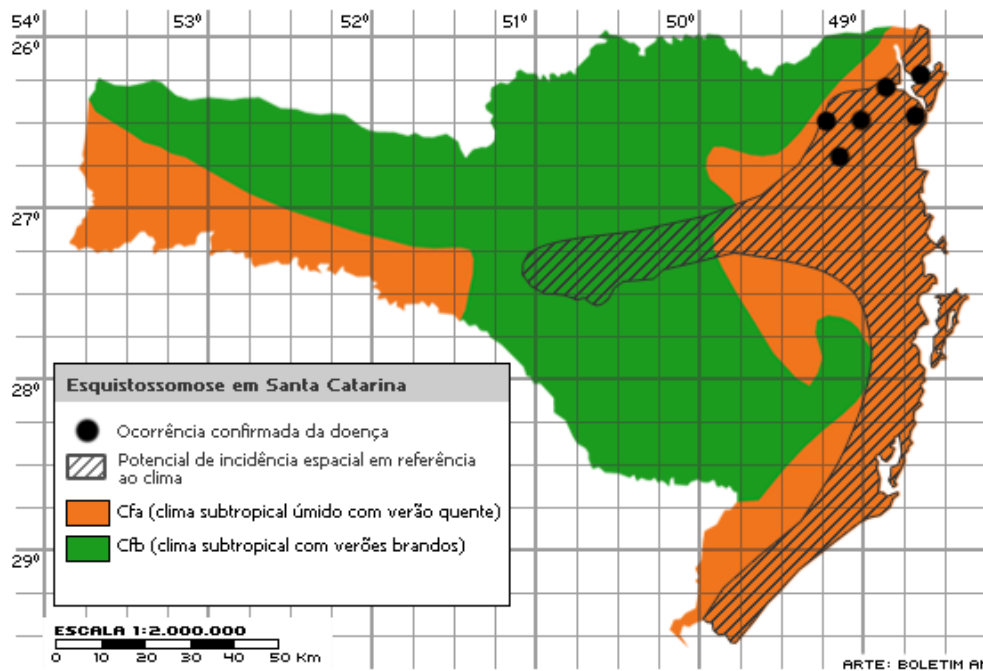 54º 53º 52º 51º 50º 49º
26º
27º
28º
29º
Esquistossomose em Santa Catarina
Ocorrência confirmada da doença
Potencial de incidência espacial em referência
ao clima
Cfa (clima subtropical úmido com verão quente)
Cfb (clima subtropical com verões brandos)
ESCALA 1:2.000.000
0 10 20 30 40 50 Km
ARTE: BOLETIM